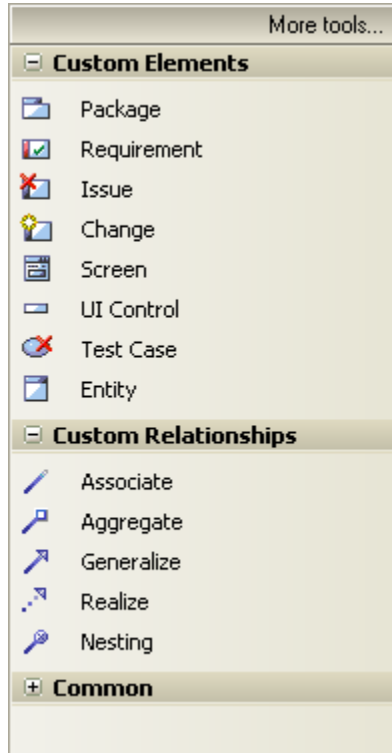 More tools...
Custom Elements
Package
Requirement
Issue
Change
Screen
UI Control
Test Case
Entity
Custom Relationships
Associate
Aggregate
Generalize
Realize
Nesting
Common